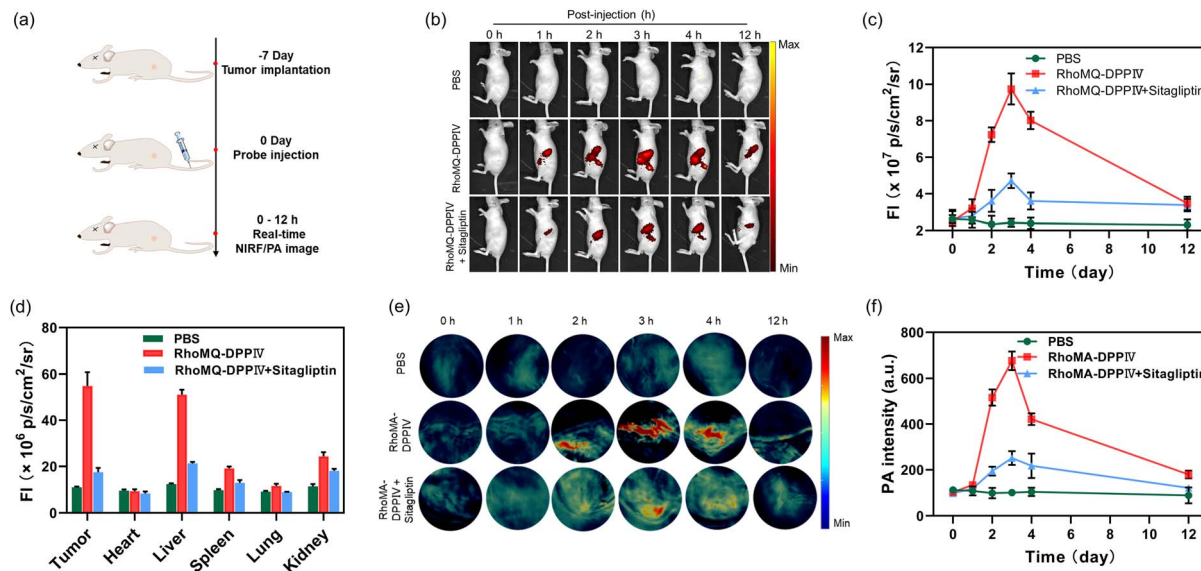 (a)
-7 Day
Tumor implantation
0 Day
Probe injection
0 - 12 h
Real-time
NIRF/PA image
(b)
Post-injection (h)
0 h 1 h 2 h 3 h 4 h 12 h
PBS
RhoMQ-DPPIV
RhoMQ-DPPIV
+ Sitagliptin
Max
Min
(c)
PBS
RhoMQ-DPPIV
RhoMQ-DPPIV+Sitagliptin
FI (× 10⁷ p/s/cm²/sr)
12
10
8
6
4
2
0 2 4 6 8 10 12
Time (day)
(d)
PBS
RhoMQ-DPPIV
RhoMQ-DPPIV+Sitagliptin
FI (× 10⁶ p/s/cm²/sr)
80
60
40
20
0
Tumor Heart Liver Spleen Lung Kidney
(e)
0 h 1 h 2 h 3 h 4 h 12 h
PBS
RhoMA-
DPPIV
RhoMA-
DPPIV +
Sitagliptin
Max
Min
(f)
PBS
RhoMA-DPPIV
RhoMA-DPPIV+Sitagliptin
PA intensity (a.u.)
800
600
400
200
0
0 2 4 6 8 10 12
Time (day)